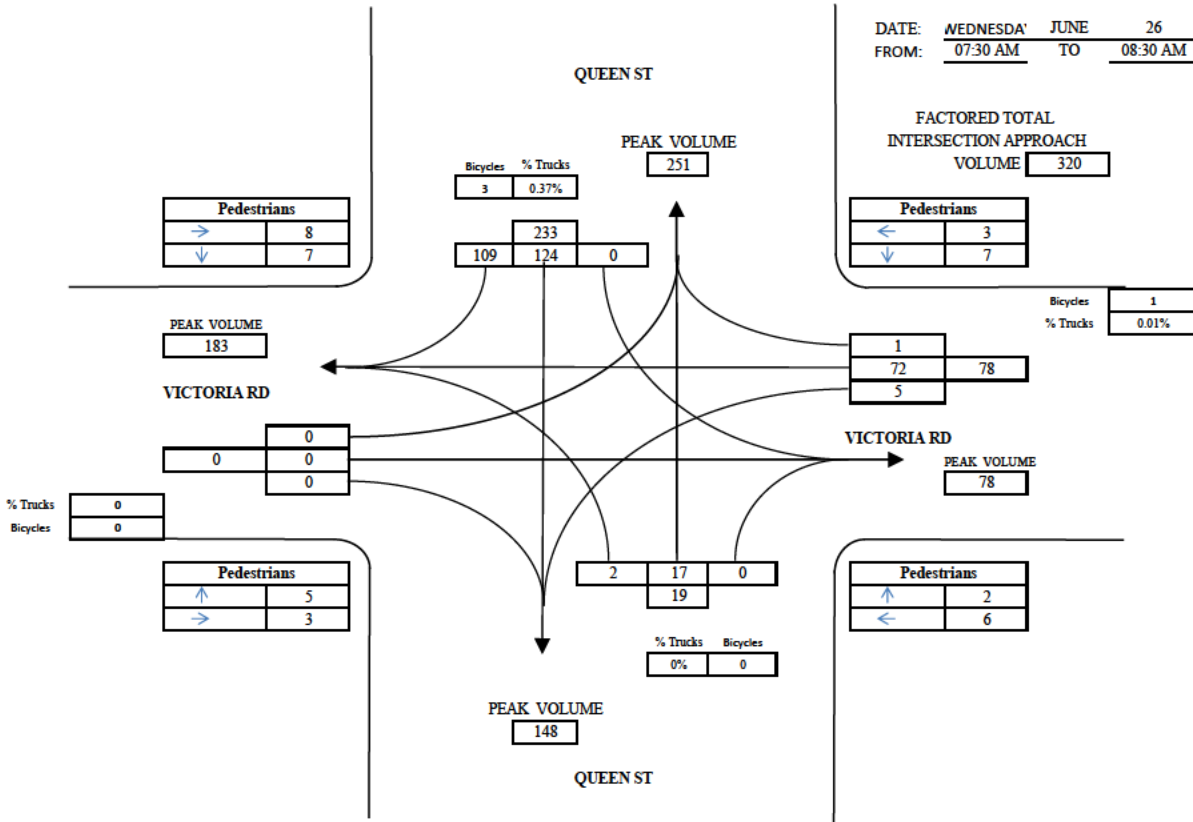 DATE: WEDNESDAY JUNE 26
FROM: 07:30 AM TO 08:30 AM
QUEEN ST
FACTORED TOTAL
INTERSECTION APPROACH
VOLUME 320
PEAK VOLUME
251
Bicycles % Trucks
3 0.37%
Pedestrians
→ 8
↓ 7
233
109 124 0
Pedestrians
← 3
↓ 7
Bicycles 1
% Trucks 0.01%
PEAK VOLUME
183
1
72 78
5
VICTORIA RD
0
0 0
0
VICTORIA RD
PEAK VOLUME
78
% Trucks 0
Bicycles 0
Pedestrians
↑ 5
→ 3
2 17 0
19
Pedestrians
↑ 2
← 6
% Trucks Bicycles
0% 0
PEAK VOLUME
148
QUEEN ST